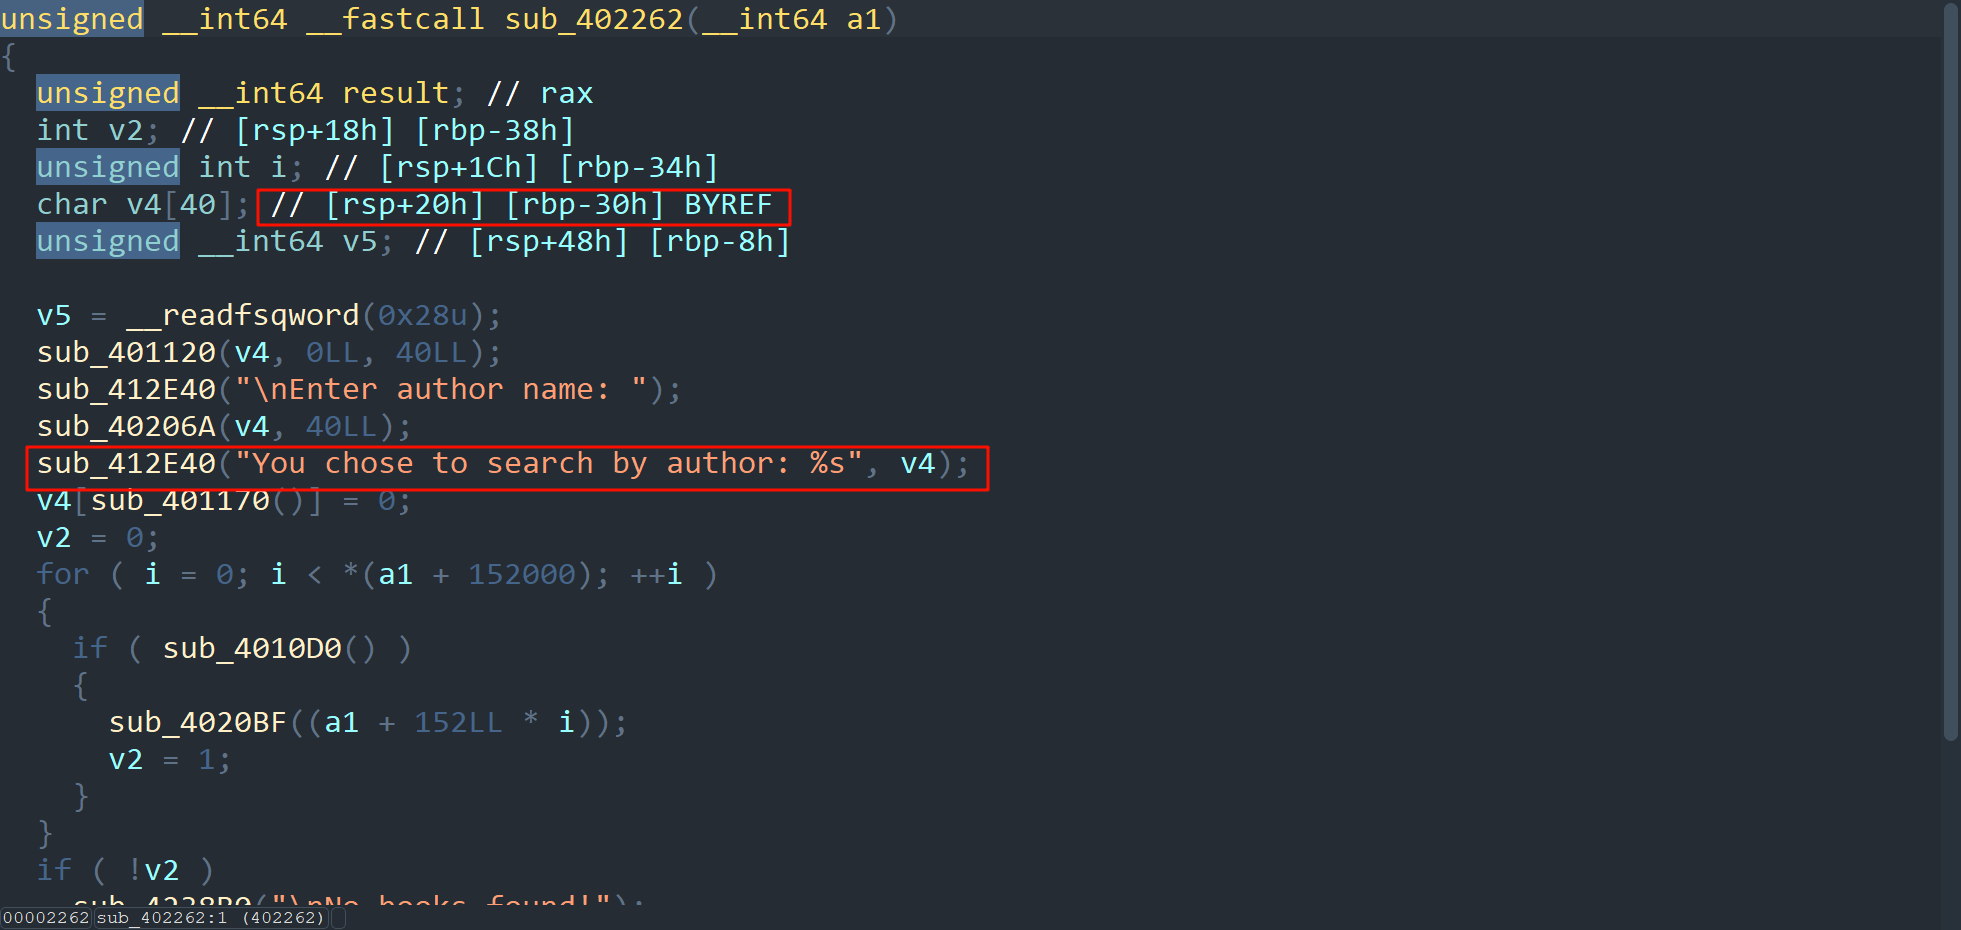 unsigned __int64 __fastcall sub_402262(__int64 a1)
{
  unsigned __int64 result; // rax
  int v2; // [rsp+18h] [rbp-38h]
  unsigned int i; // [rsp+1Ch] [rbp-34h]
  char v4[40]; // [rsp+20h] [rbp-30h] BYREF
  unsigned __int64 v5; // [rsp+48h] [rbp-8h]

  v5 = __readfsqword(0x28u);
  sub_401120(v4, 0LL, 40LL);
  sub_412E40("\nEnter author name: ");
  sub_40206A(v4, 40LL);
  sub_412E40("You chose to search by author: %s", v4);
  v4[sub_401170()] = 0;
  v2 = 0;
  for ( i = 0; i < *(a1 + 152000); ++i )
  {
    if ( sub_4010D0() )
    {
      sub_4020BF((a1 + 152LL * i));
      v2 = 1;
    }
  }
  if ( !v2 )
    sub_4238B0("\nNo books found!");
00002262 sub_402262:1 (402262)